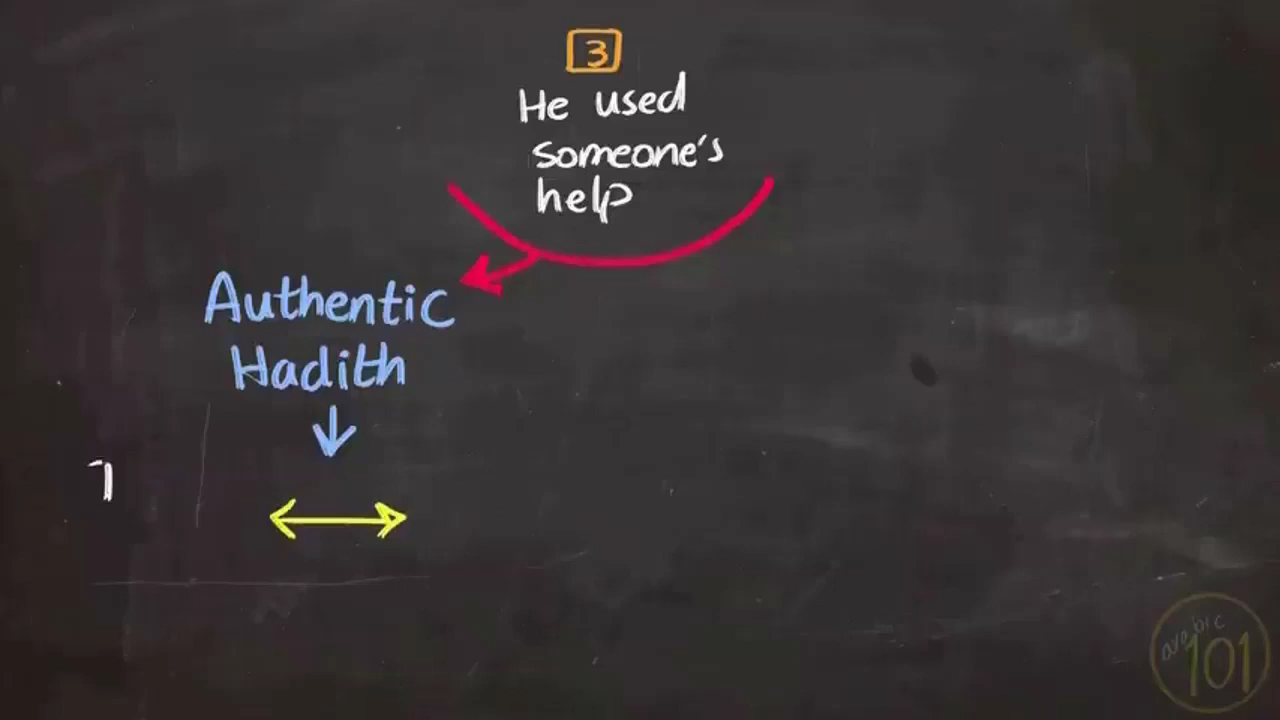 3
He used
someone's
help
Authentic
Hadith
arabic
101